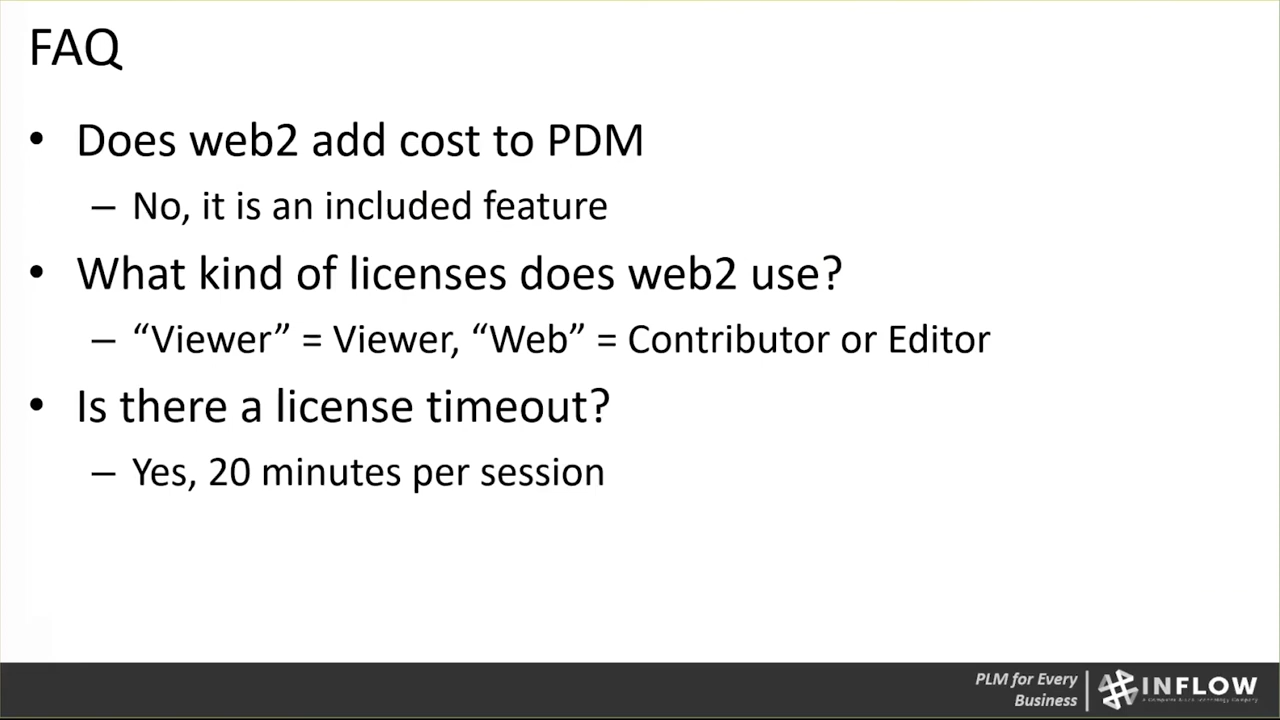 FAQ
• Does web2 add cost to PDM
– No, it is an included feature
• What kind of licenses does web2 use?
– “Viewer” = Viewer, “Web” = Contributor or Editor
• Is there a license timeout?
– Yes, 20 minutes per session
PLM for Every
Business
INFLOW